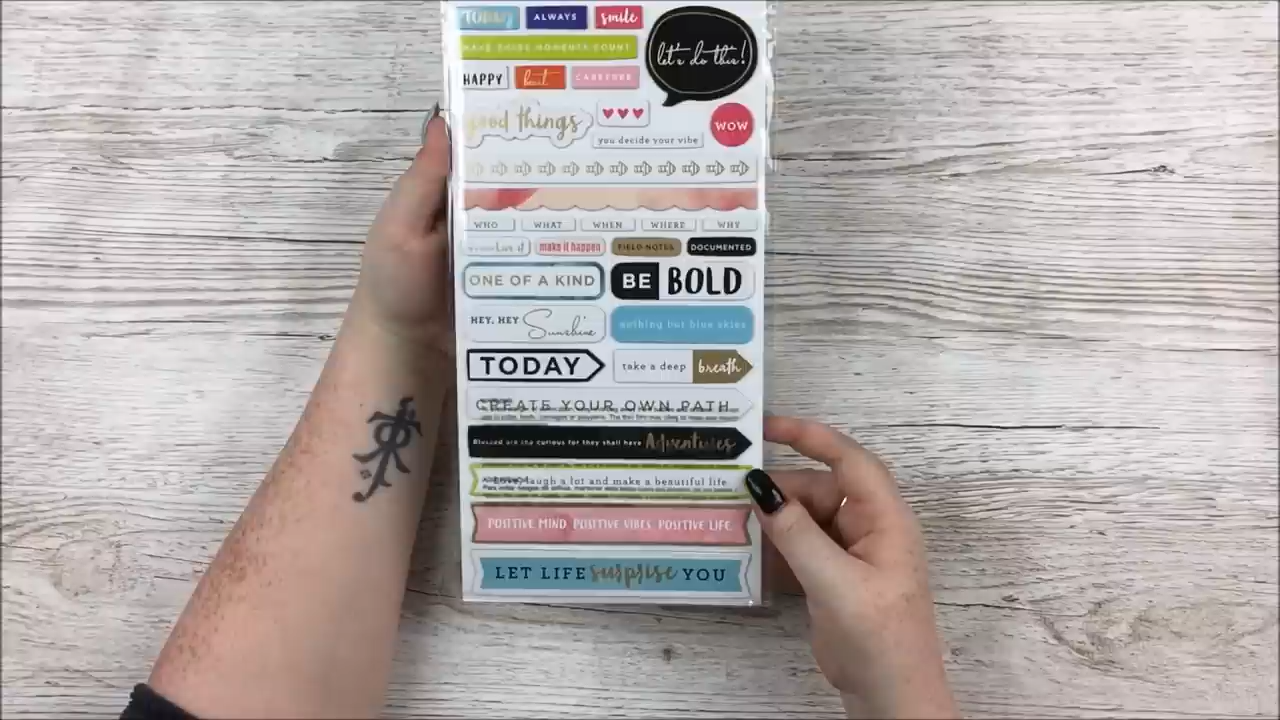 TODAY ALWAYS smile
MAKE THESE MOMENTS COUNT
let's do this!
HAPPY beat CAREFREE
good things
WOW
you decide your vibe
WHO WHAT WHEN WHERE WHY
make it happen FIELD NOTES DOCUMENTED
ONE OF A KIND BE BOLD
HEY, HEY Sunshine nothing but blue skies
TODAY take a deep breath
CREATE YOUR OWN PATH
Blessed are the curious for they shall have Adventures
laugh a lot and make a beautiful life.
POSITIVE MIND. POSITIVE VIBES. POSITIVE LIFE.
LET LIFE surprise YOU